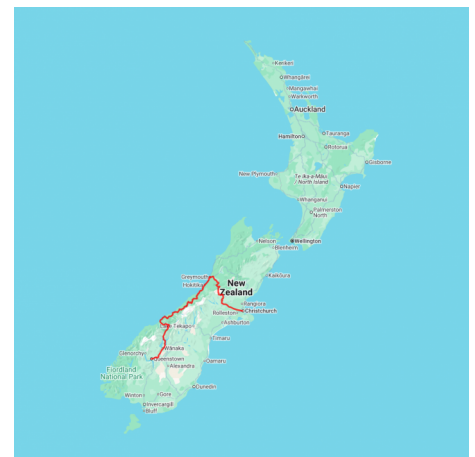 Kerikeri
Whangārei
Mangawhai
Warkworth
Auckland
Hamilton
Tauranga
Rotorua
Gisborne
New Plymouth
Te Ika-a-Māui
/ North Island
Napier
Whanganui
Palmerston
North
Nelson
Wellington
Blenheim
Greymouth
Kaikōura
Hokitika
New
Zealand
Rangiora
Rolleston
Christchurch
Ashburton
Lake Tekapo
Timaru
Glenorchy
Wānaka
Queenstown
Oamaru
Fiordland
National Park
Alexandra
Dunedin
Winton
Gore
Invercargill
Bluff